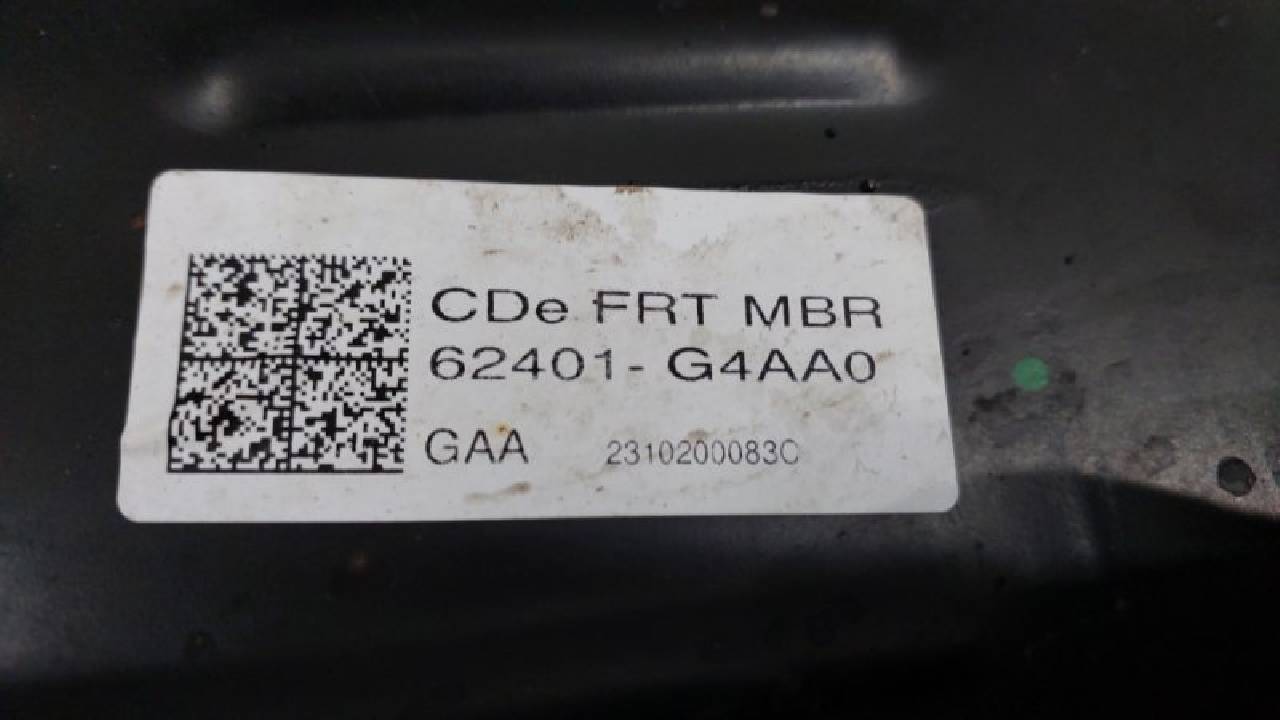 CDe FRT MBR
62401- G4AA0
GAA 2310200083C